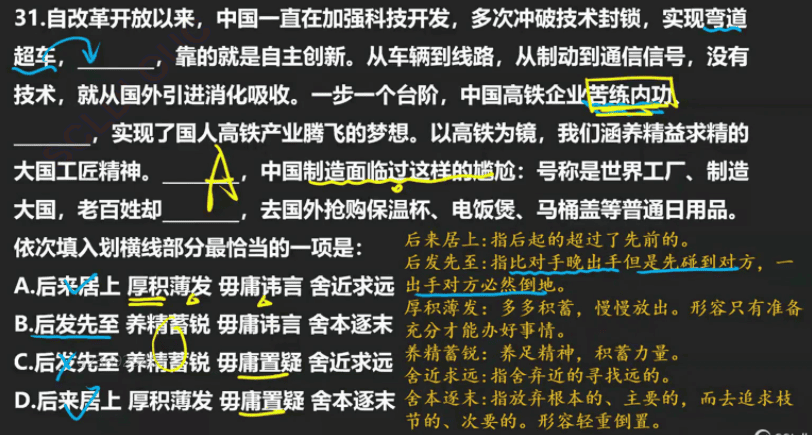 31.自改革开放以来，中国一直在加强科技开发，多次冲破技术封锁，实现弯道
超车，________，靠的就是自主创新。从车辆到线路，从制动到通信信号，没有
技术，就从国外引进消化吸收。一步一个台阶，中国高铁企业苦练内功、
________，实现了国人高铁产业腾飞的梦想。以高铁为镜，我们涵养精益求精的
大国工匠精神。________，中国制造面临过这样的尴尬：号称是世界工厂、制造
A
大国，老百姓却________，去国外抢购保温杯、电饭煲、马桶盖等普通日用品。
依次填入划横线部分最恰当的一项是：
A.后来居上 厚积薄发 毋庸讳言 舍近求远
B.后发先至 养精蓄锐 毋庸讳言 舍本逐末
C.后发先至 养精蓄锐 毋庸置疑 舍近求远
D.后来居上 厚积薄发 毋庸置疑 舍本逐末
后来居上：指后起的超过了先前的。
后发先至：指比对手晚出手但是先碰到对方，一
出手对方必然倒地。
厚积薄发：多多积蓄，慢慢放出。形容只有准备
充分才能办好事情。
养精蓄锐：养足精神，积蓄力量。
舍近求远：指舍弃近的寻找远的。
舍本逐末：指放弃根本的、主要的，而去追求枝
节的、次要的。形容轻重倒置。